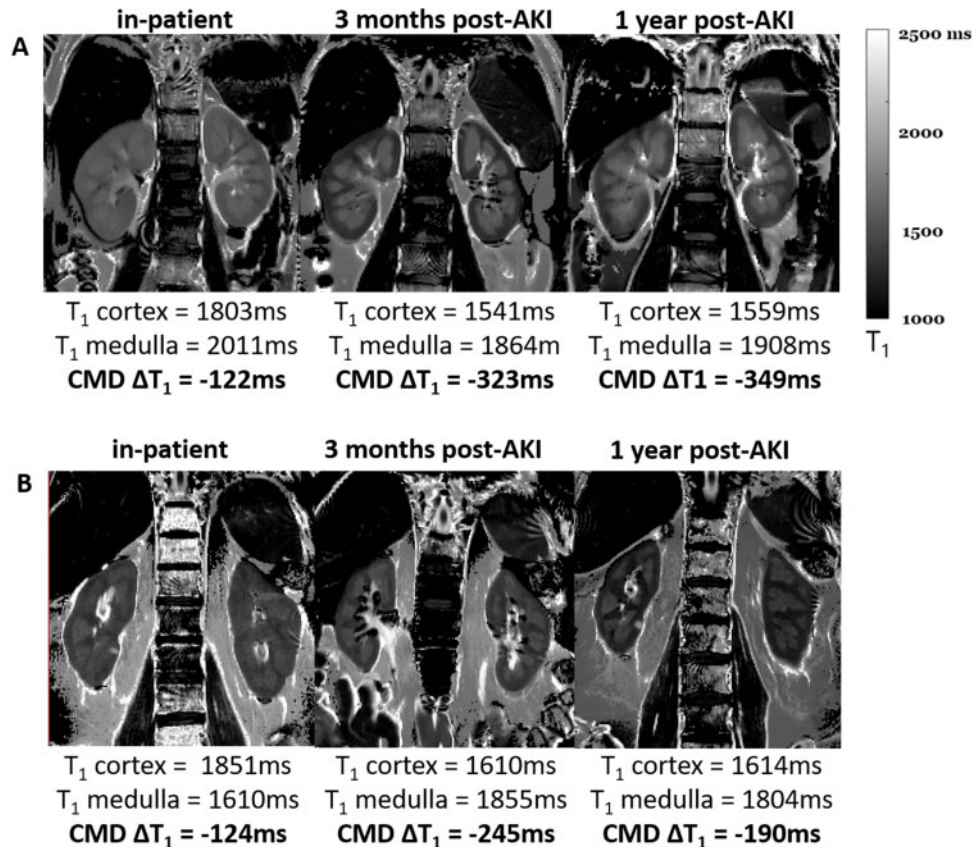 in-patient 3 months post-AKI 1 year post-AKI
A
2500 ms
2000
1500
1000
T₁
T₁ cortex = 1803ms T₁ cortex = 1541ms T₁ cortex = 1559ms
T₁ medulla = 2011ms T₁ medulla = 1864m T₁ medulla = 1908ms
CMD ΔT₁ = -122ms CMD ΔT₁ = -323ms CMD ΔT1 = -349ms
in-patient 3 months post-AKI 1 year post-AKI
B
T₁ cortex = 1851ms T₁ cortex = 1610ms T₁ cortex = 1614ms
T₁ medulla = 1610ms T₁ medulla = 1855ms T₁ medulla = 1804ms
CMD ΔT₁ = -124ms CMD ΔT₁ = -245ms CMD ΔT₁ = -190ms